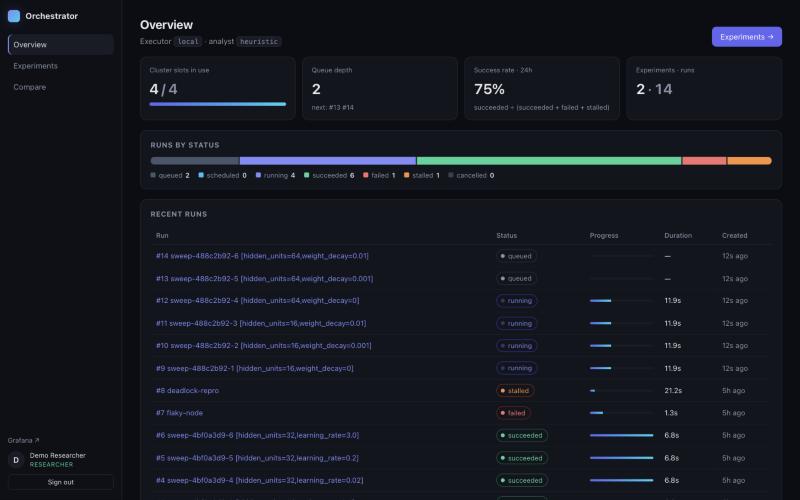 Orchestrator
Overview
Experiments
Compare
Grafana ↗
D
Demo Researcher
RESEARCHER
Sign out
Overview
Executor local · analyst heuristic
Experiments →
Cluster slots in use
4 / 4
Queue depth
2
next: #13 #14
Success rate · 24h
75%
succeeded ÷ (succeeded + failed + stalled)
Experiments · runs
2 · 14
RUNS BY STATUS
queued 2 scheduled 0 running 4 succeeded 6 failed 1 stalled 1 cancelled 0
RECENT RUNS
Run Status Progress Duration Created
#14 sweep-488c2b92-6 [hidden_units=64,weight_decay=0.01] queued — 12s ago
#13 sweep-488c2b92-5 [hidden_units=64,weight_decay=0.001] queued — 12s ago
#12 sweep-488c2b92-4 [hidden_units=64,weight_decay=0] running 11.9s 12s ago
#11 sweep-488c2b92-3 [hidden_units=16,weight_decay=0.01] running 11.9s 12s ago
#10 sweep-488c2b92-2 [hidden_units=16,weight_decay=0.001] running 11.9s 12s ago
#9 sweep-488c2b92-1 [hidden_units=16,weight_decay=0] running 11.9s 12s ago
#8 deadlock-repro stalled 21.2s 5h ago
#7 flaky-node failed 1.3s 5h ago
#6 sweep-4bf0a3d9-6 [hidden_units=32,learning_rate=3.0] succeeded 6.8s 5h ago
#5 sweep-4bf0a3d9-5 [hidden_units=32,learning_rate=0.2] succeeded 6.8s 5h ago
#4 sweep-4bf0a3d9-4 [hidden_units=32,learning_rate=0.02] succeeded 6.8s 5h ago